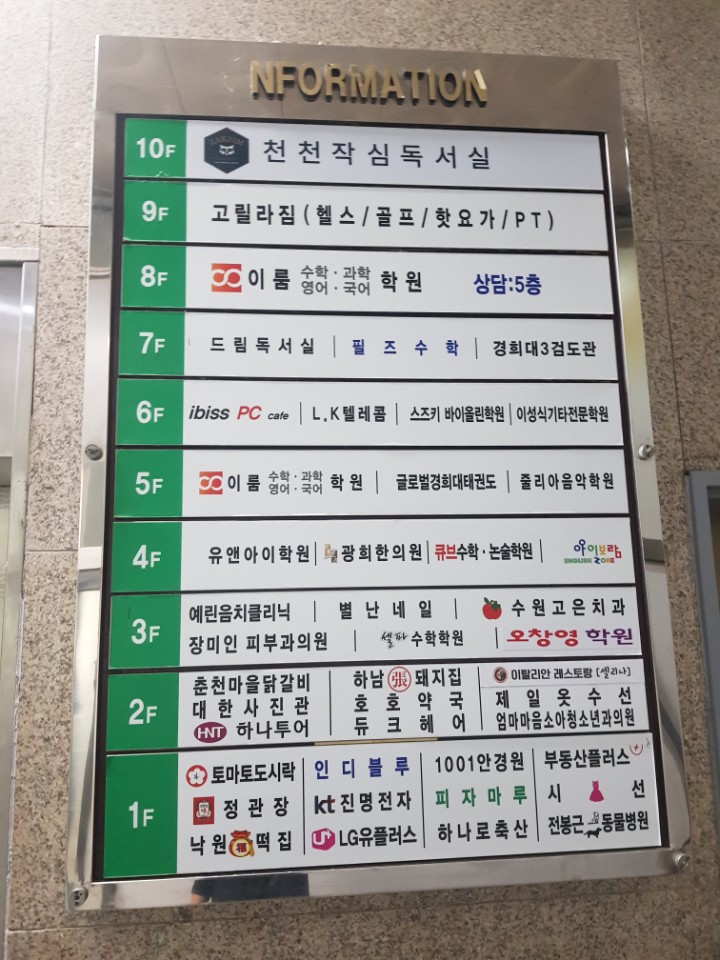 NFORMATION
10F 천천작심독서실
9F 고릴라짐(헬스/골프/핫요가/PT)
8F 이룸 수학·과학 영어·국어 학원 상담:5층
7F 드림독서실 필즈수학 경희대3검도관
6F ibiss PC cafe L.K텔레콤 스즈키 바이올린학원 이성식기타전문학원
5F 이룸 수학·과학 영어·국어 학원 글로벌경희대태권도 줄리아음악학원
4F 유앤아이학원 광희한의원 큐브수학·논술학원 아이보람 ENGLISH ZONE
3F 예린음치클리닉 별난네일 수원고은치과
장미인 피부과의원 셀파 수학학원 오창영 학원
2F 춘천마을닭갈비 하남 張 돼지집 이탈리안 레스토랑 [셀리나]
대한사진관 호호약국 제일옷수선
HNT 하나투어 듀크헤어 엄마마음소아청소년과의원
1F 토마토도시락 인디블루 1001안경원 부동산플러스
정관장 kt진명전자 피자마루 시선
낙원 福 떡집 U+ LG유플러스 하나로축산 전봉근 동물병원